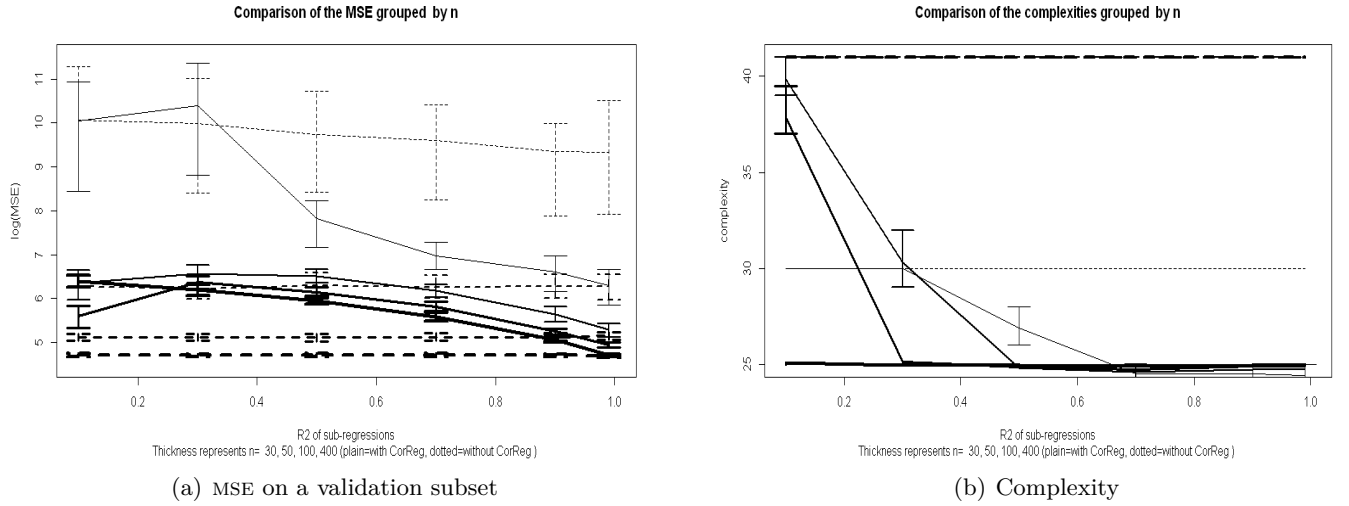 Comparison of the MSE grouped by n
log(MSE)
11
10
9
8
7
6
5
0.2 0.4 0.6 0.8 1.0
R2 of sub-regressions
Thickness represents n= 30, 50, 100, 400 (plain=with CorReg, dotted=without CorReg )
(a) MSE on a validation subset
Comparison of the complexities grouped by n
complexity
40
35
30
25
0.2 0.4 0.6 0.8 1.0
R2 of sub-regressions
Thickness represents n= 30, 50, 100, 400 (plain=with CorReg, dotted=without CorReg )
(b) Complexity